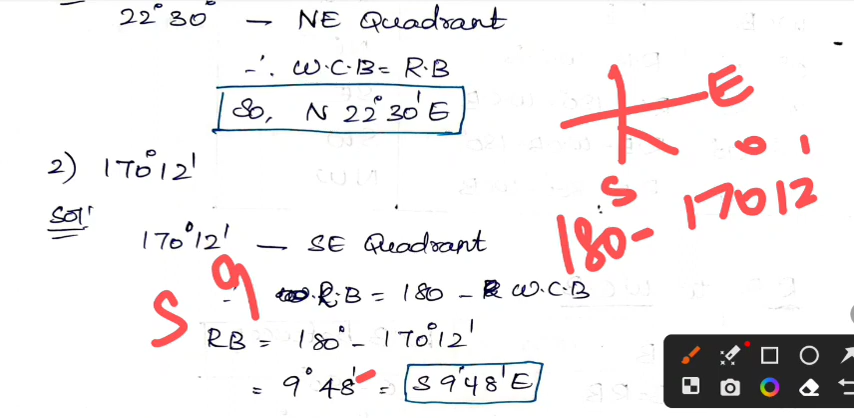 22°30° — NE Quadrant
∴ W.C.B = R.B
So, N 22°30'E
2) 170°12'
Sol:
170°12' — SE Quadrant
R.B = 180 - W.C.B
RB = 180° - 170°12'
= 9°48' = S 9°48'E
E
S
180 - 170°12'
S 9